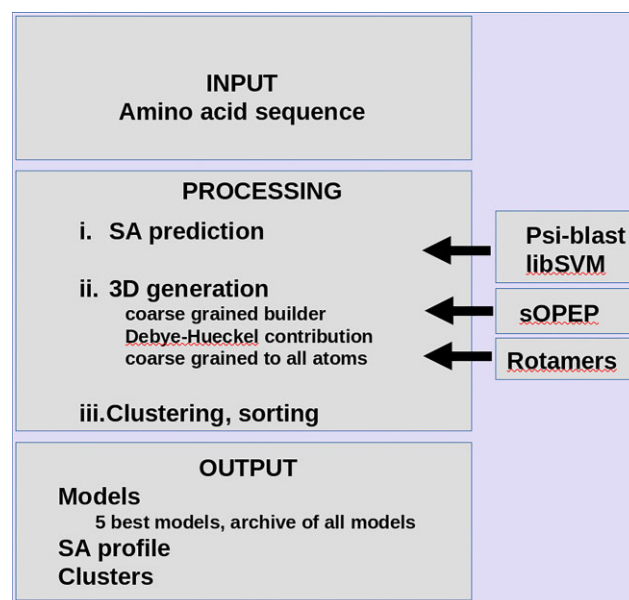 INPUT
Amino acid sequence
PROCESSING
i. SA prediction
Psi-blast
libSVM
ii. 3D generation
coarse grained builder
sOPEP
Debye-Hueckel contribution
coarse grained to all atoms
Rotamers
iii.Clustering, sorting
OUTPUT
Models
5 best models, archive of all models
SA profile
Clusters